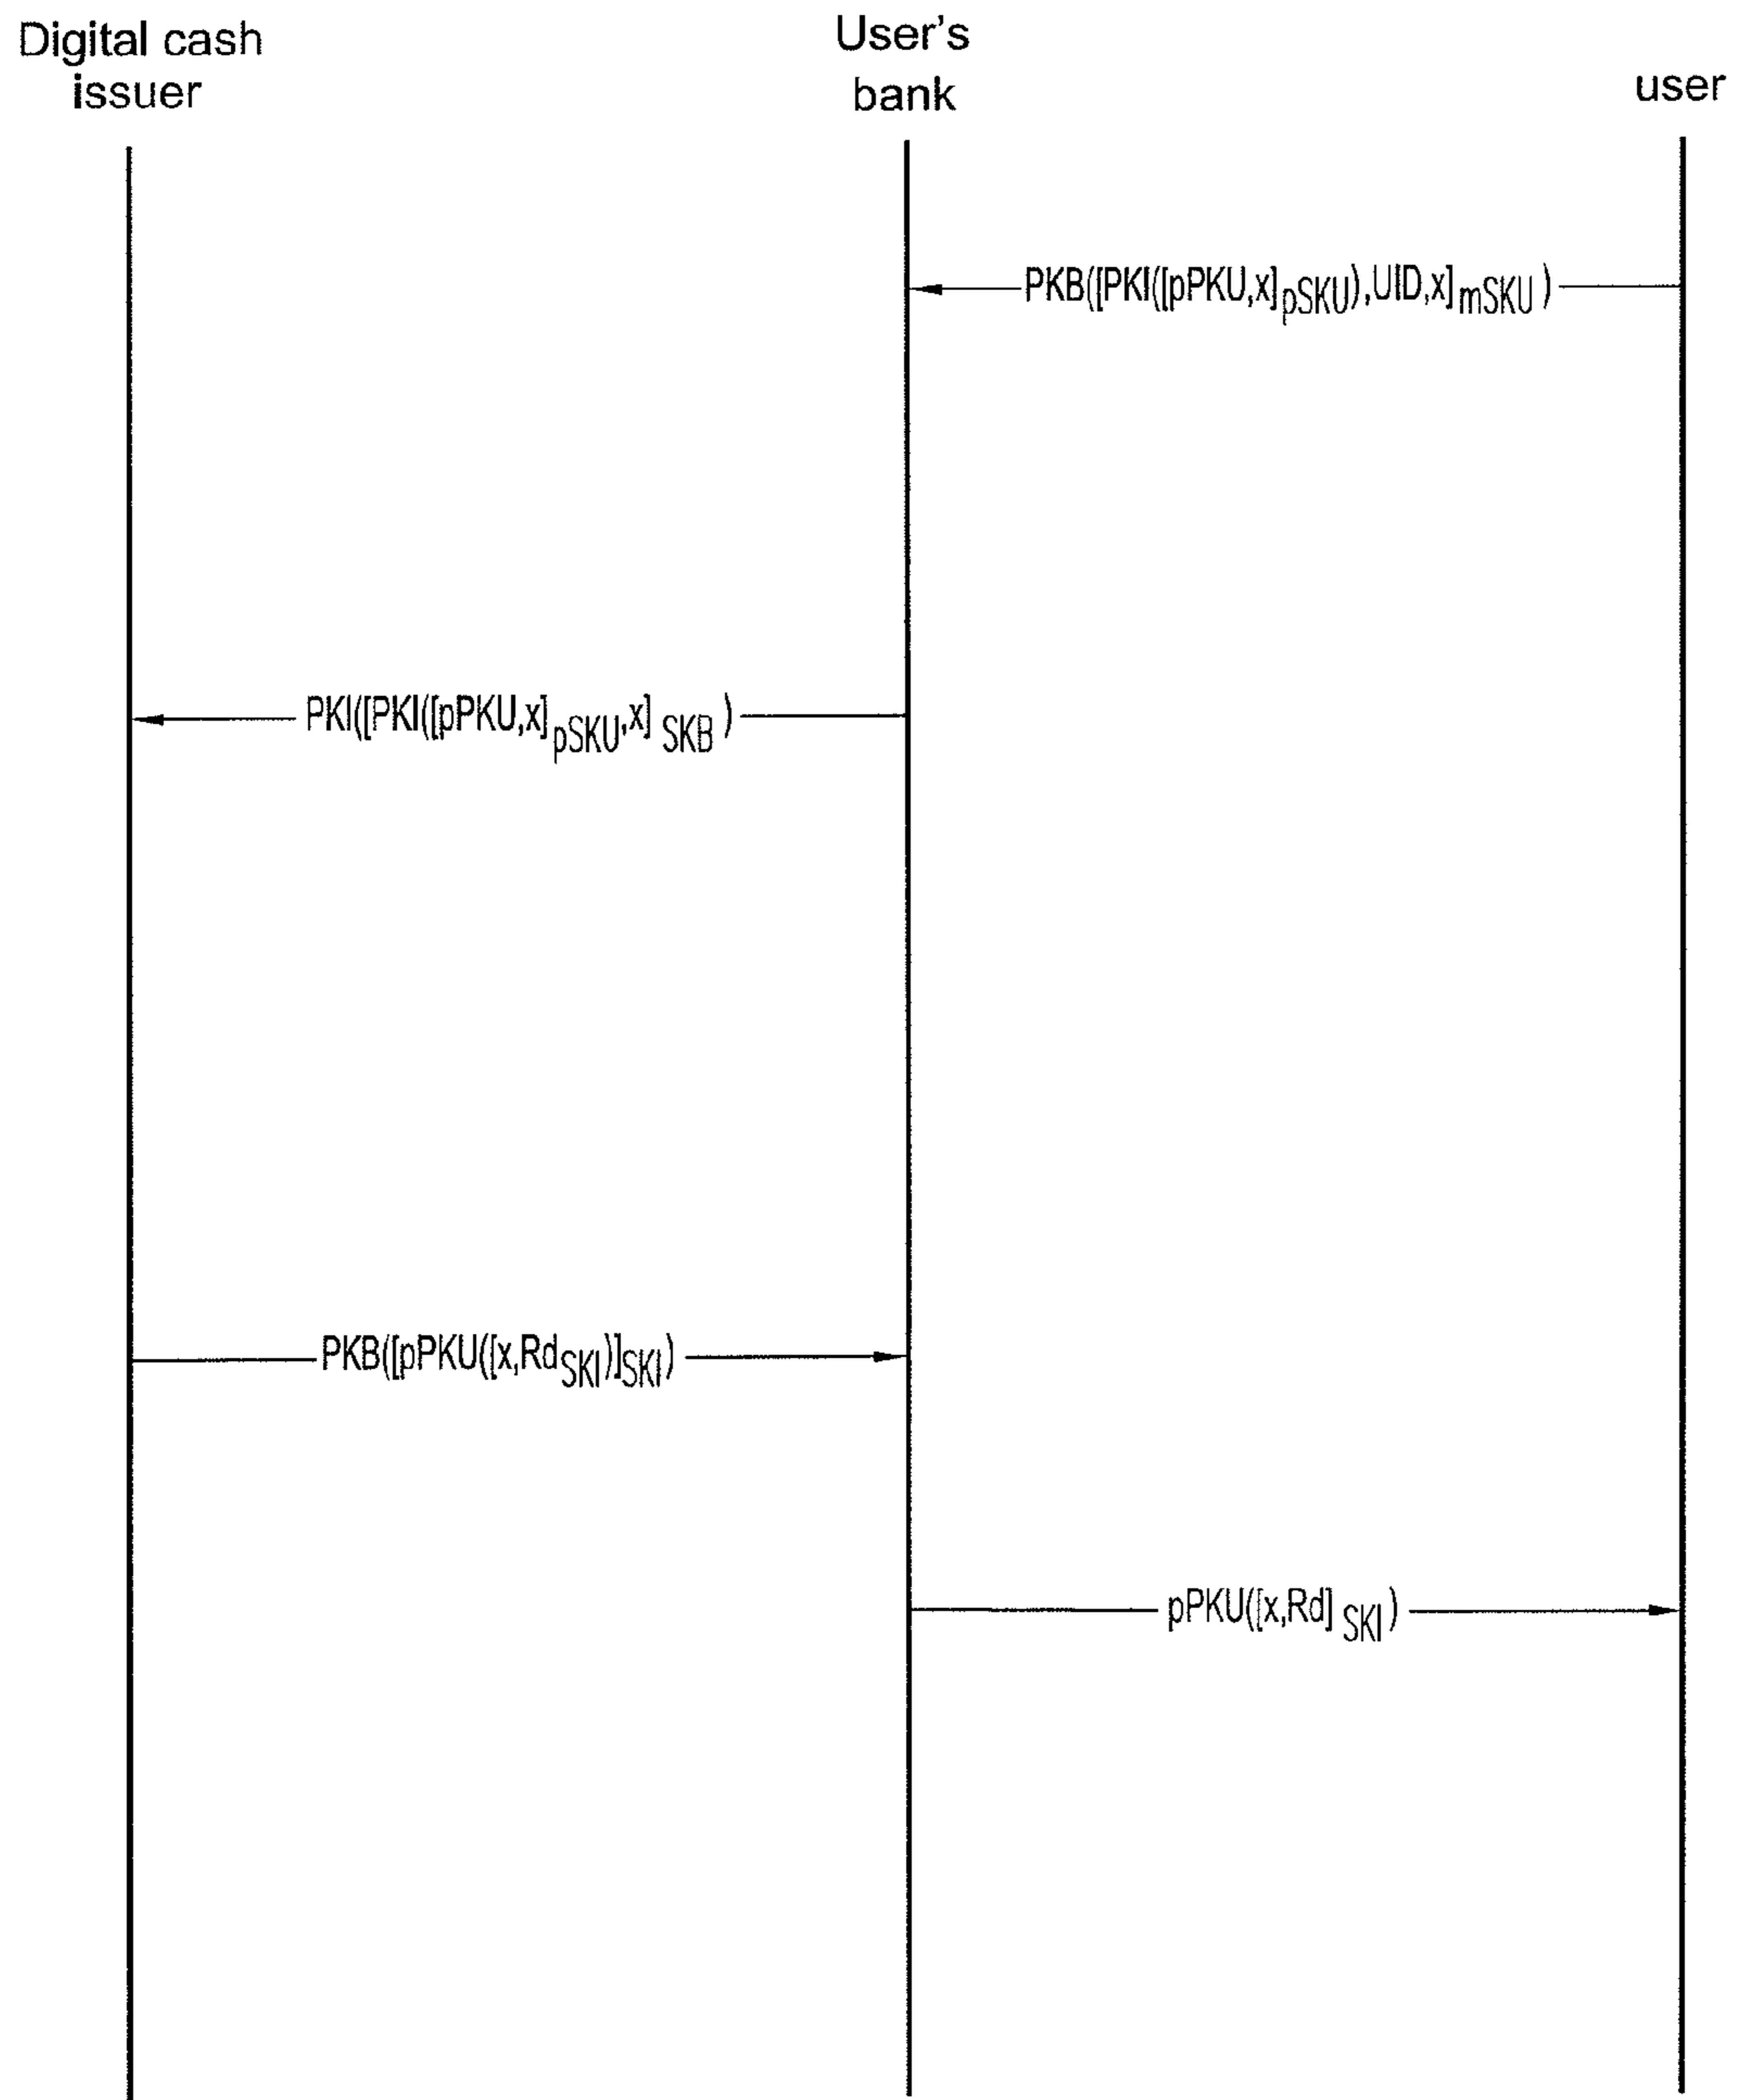 Digital cash
issuer
User's
bank
user
PKB([PKI([pPKU,x]pSKU),UID,x]mSKU)
PKI([PKI([pPKU,x]pSKU,x]SKB)
PKB([pPKU([x,RdSKI)]SKI)
pPKU([x,Rd]SKI)